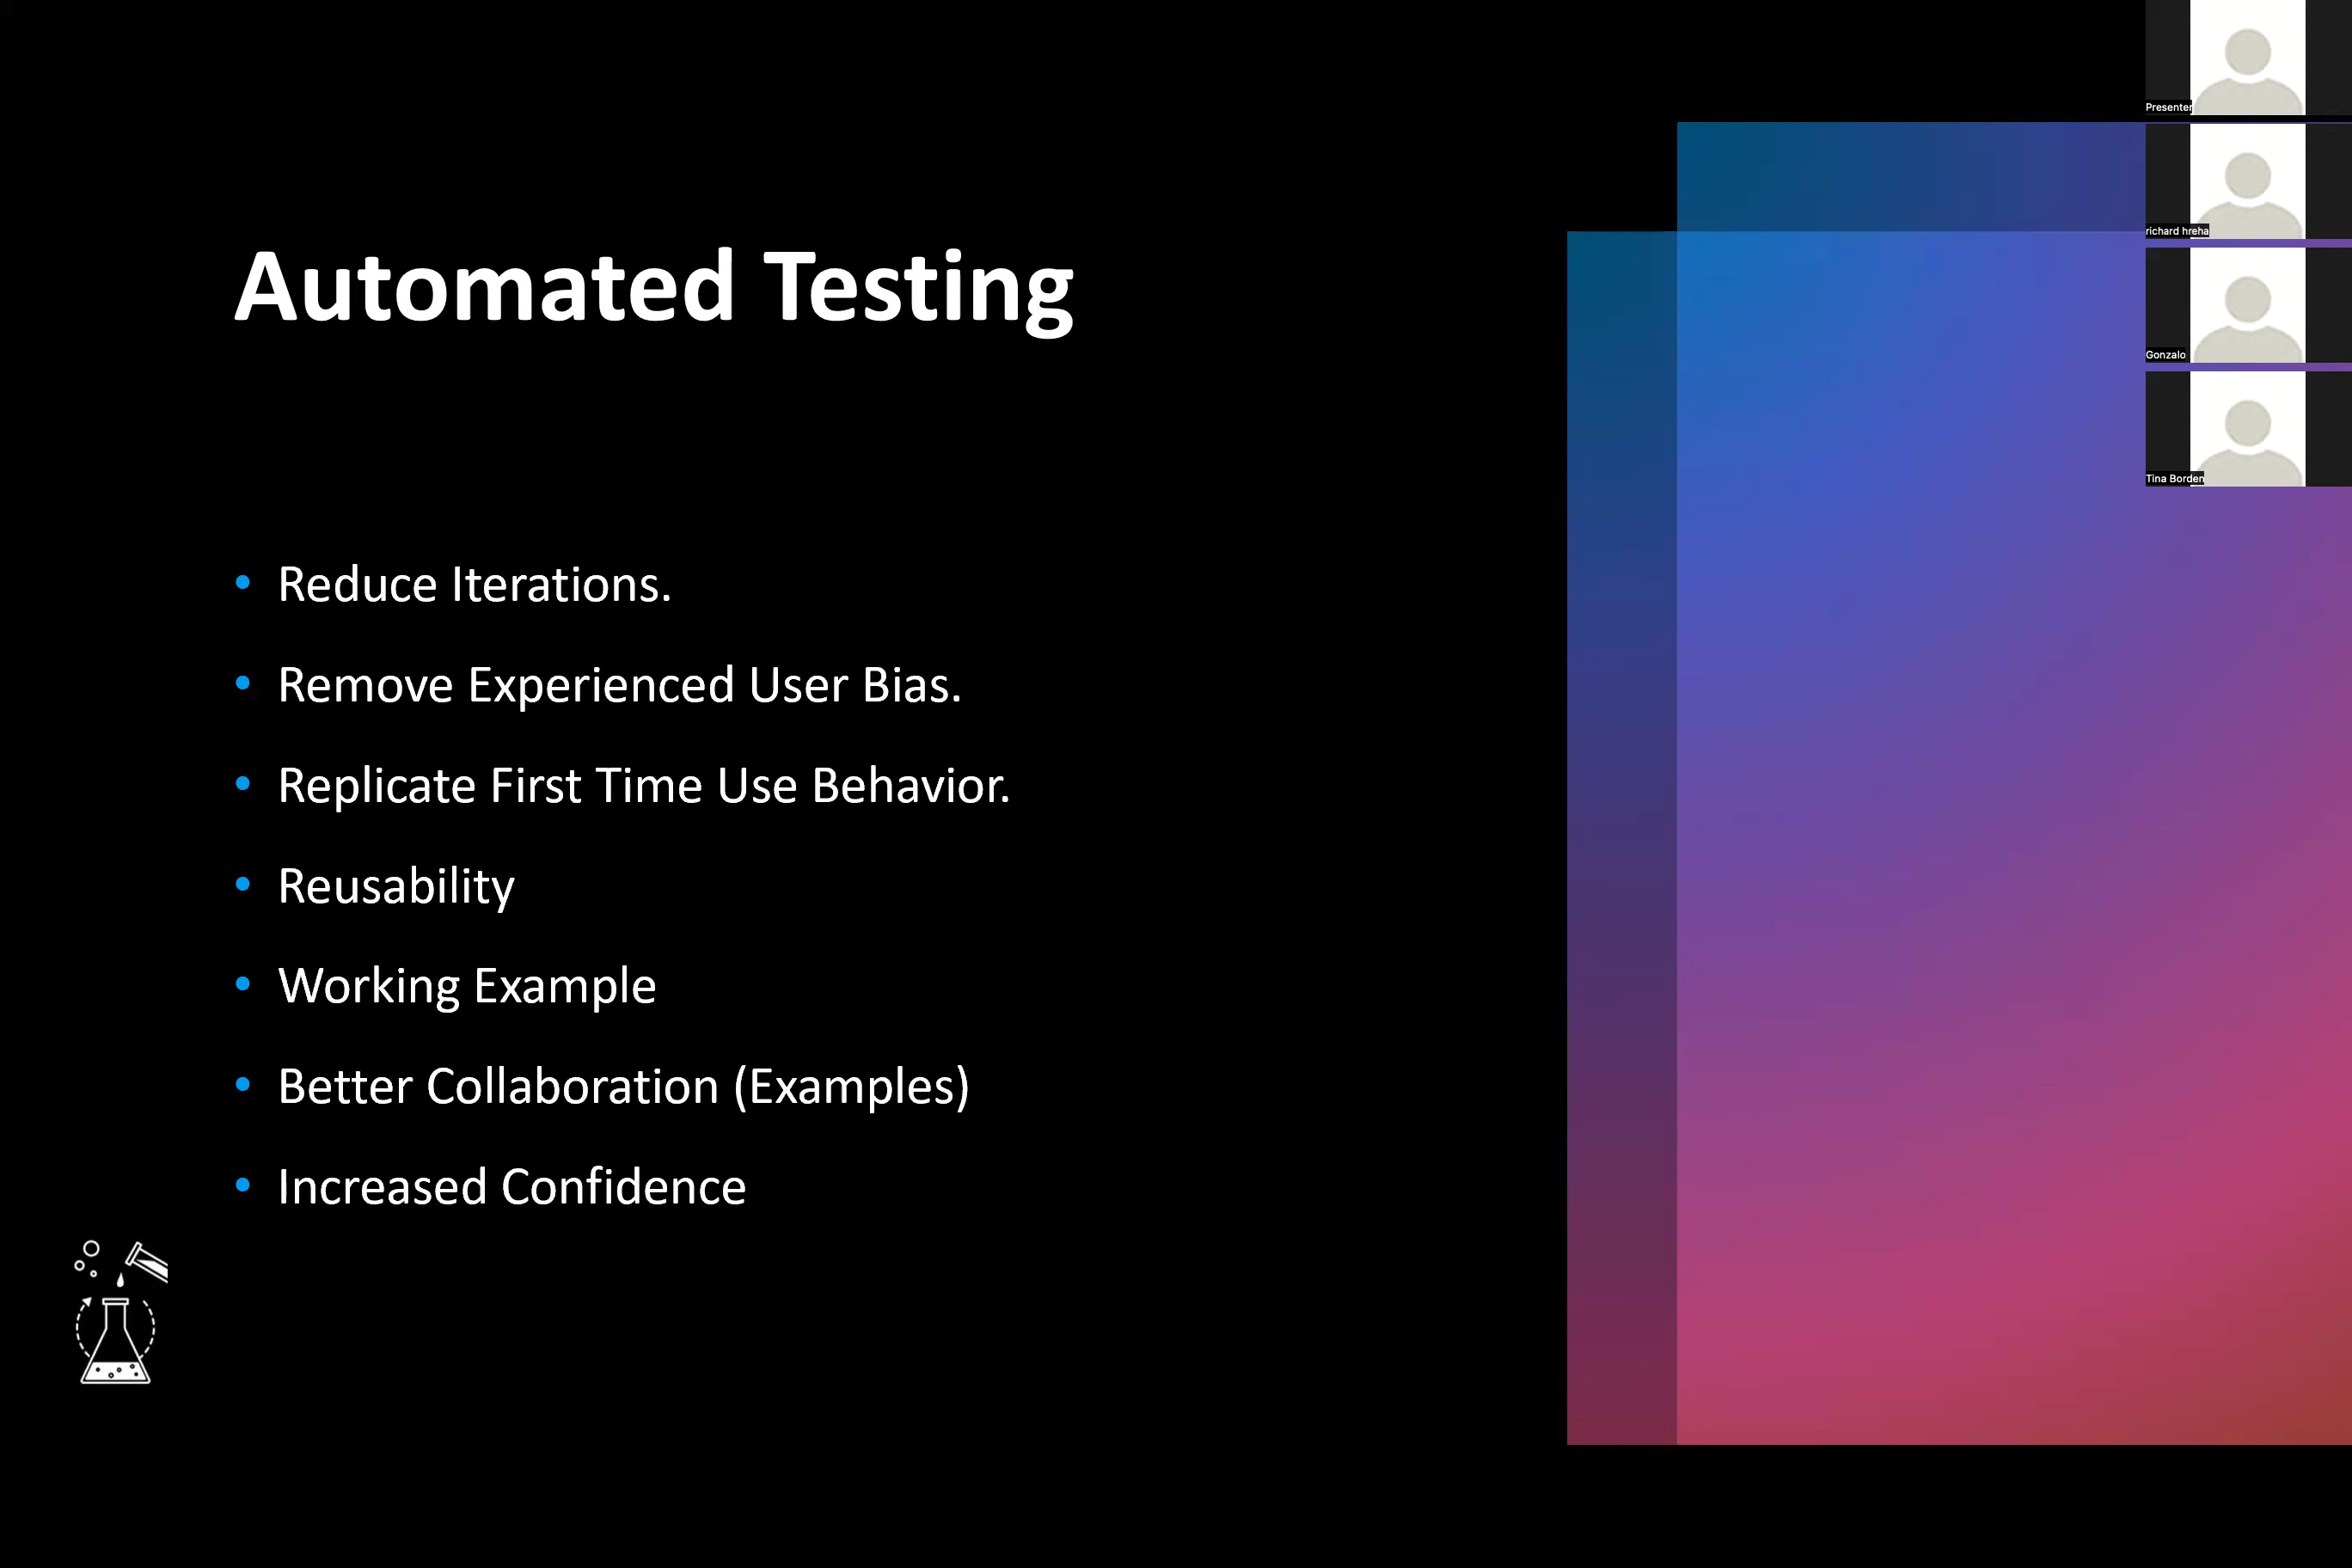 Automated Testing
Reduce Iterations.
Remove Experienced User Bias.
Replicate First Time Use Behavior.
Reusability
Working Example
Better Collaboration (Examples)
Increased Confidence
Presenter
richard hreha
Gonzalo
Tina Borden